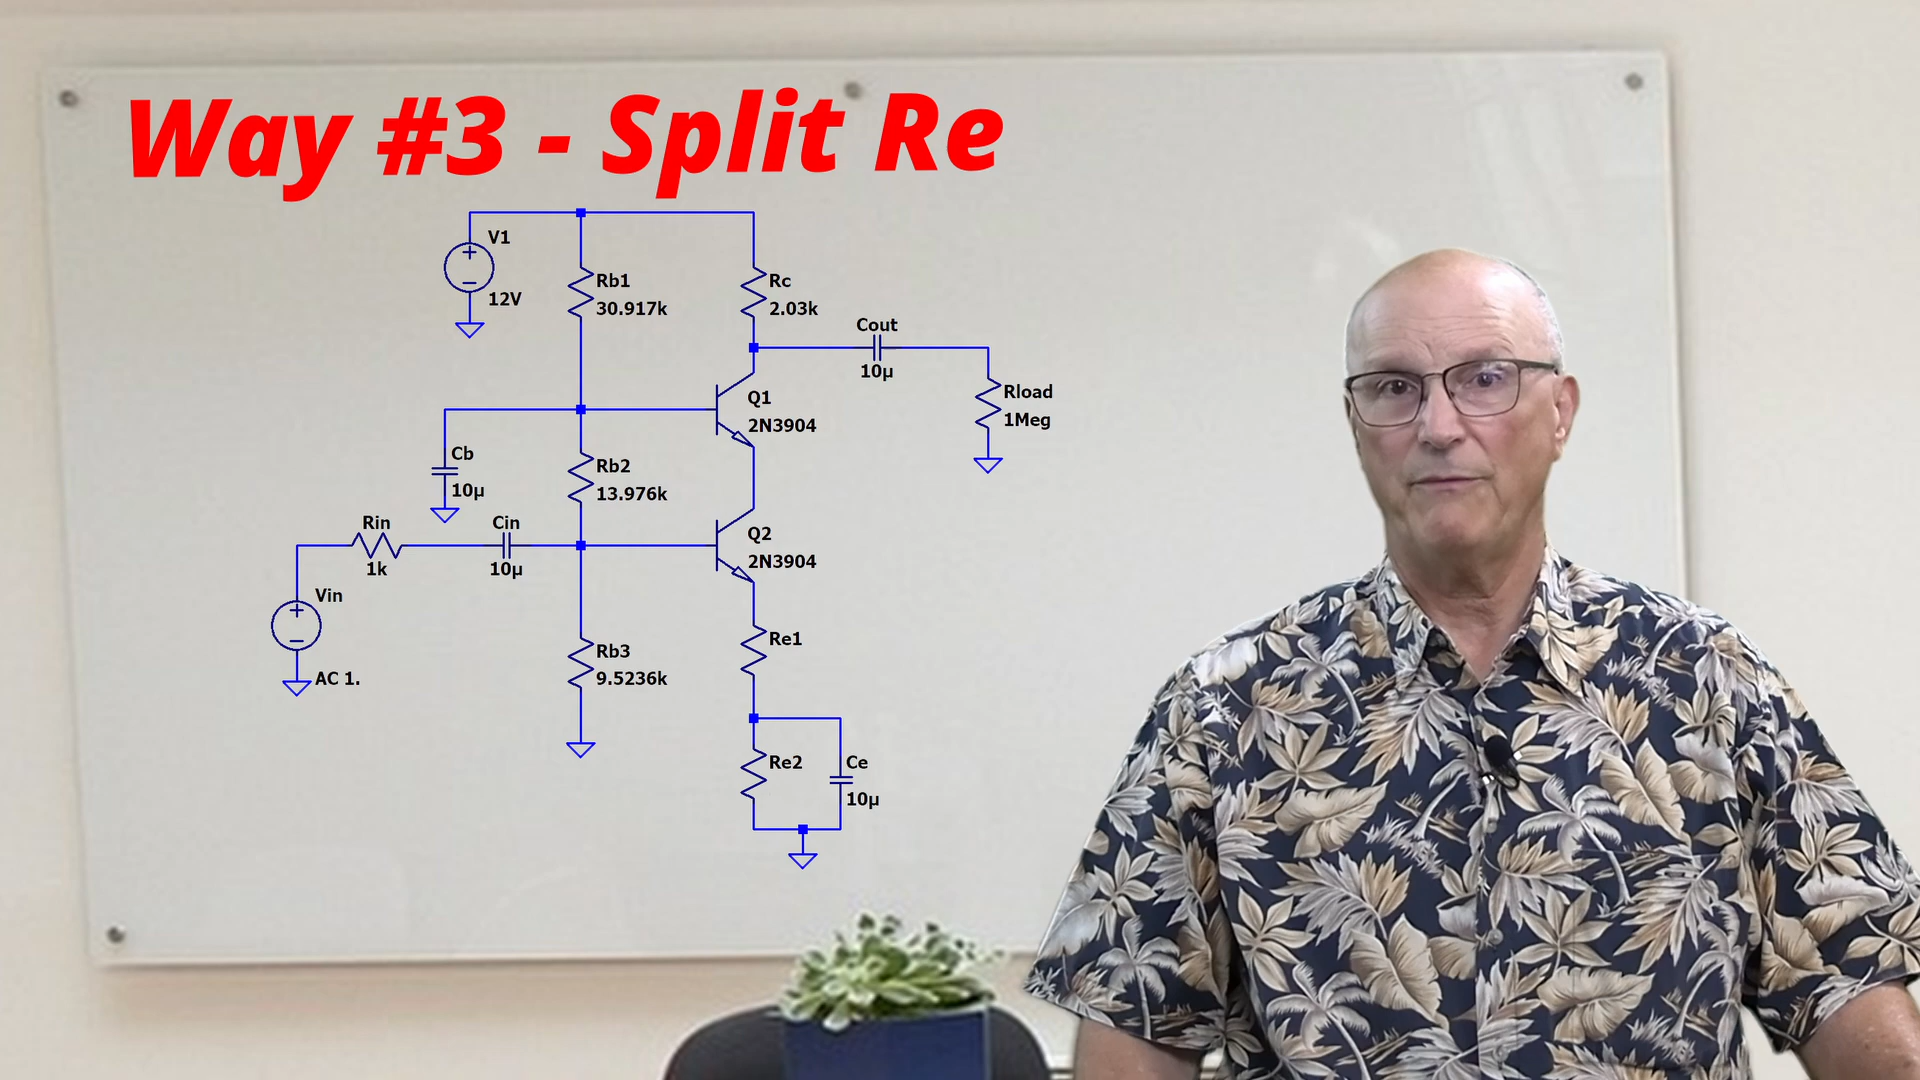 Way #3 - Split Re
V1
12V
Rb1
30.917k
Rc
2.03k
Cout
10µ
Rload
1Meg
Q1
2N3904
Cb
10µ
Rb2
13.976k
Rin
1k
Cin
10µ
Q2
2N3904
Vin
AC 1.
Rb3
9.5236k
Re1
Re2
Ce
10µ